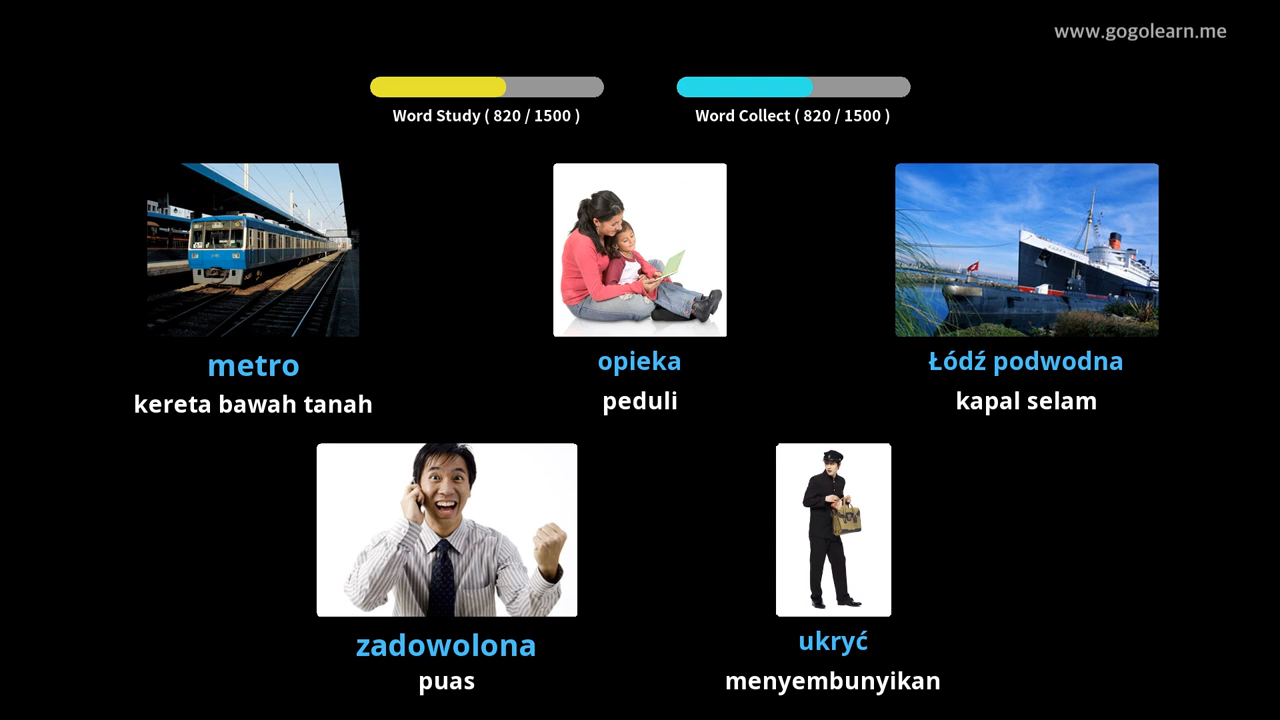 www.gogolearn.me
Word Study ( 820 / 1500 )
Word Collect ( 820 / 1500 )
metro
kereta bawah tanah
opieka
peduli
Łódź podwodna
kapal selam
zadowolona
puas
ukryć
menyembunyikan